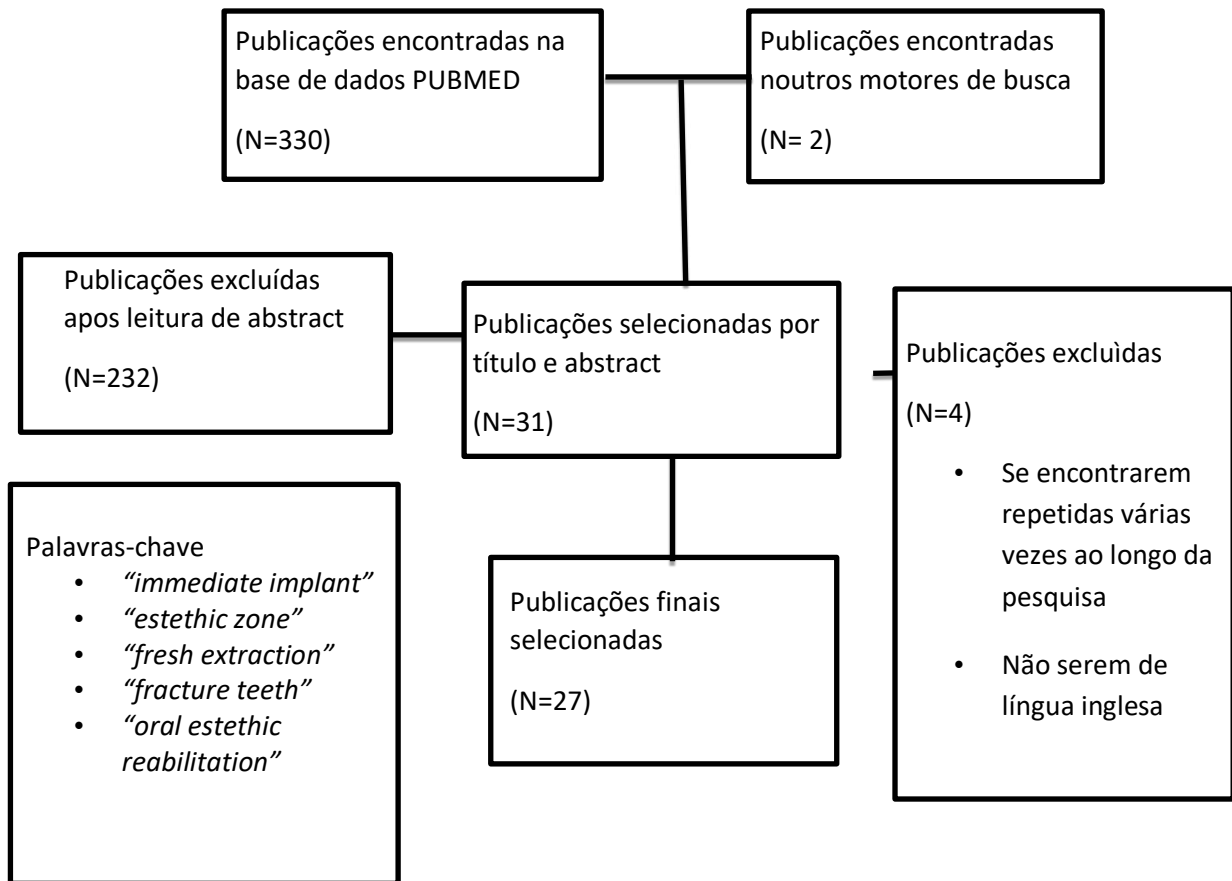 Publicações encontradas na
base de dados PUBMED
(N=330)
Publicações encontradas
noutros motores de busca
(N= 2)
Publicações excluídas
apos leitura de abstract
(N=232)
Publicações selecionadas por
título e abstract
(N=31)
Publicações excluìdas
(N=4)
• Se encontrarem
repetidas várias
vezes ao longo da
pesquisa
• Não serem de
língua inglesa
Palavras-chave
• “immediate implant”
• “estethic zone”
• “fresh extraction”
• “fracture teeth”
• “oral estethic
reabilitation”
Publicações finais
selecionadas
(N=27)